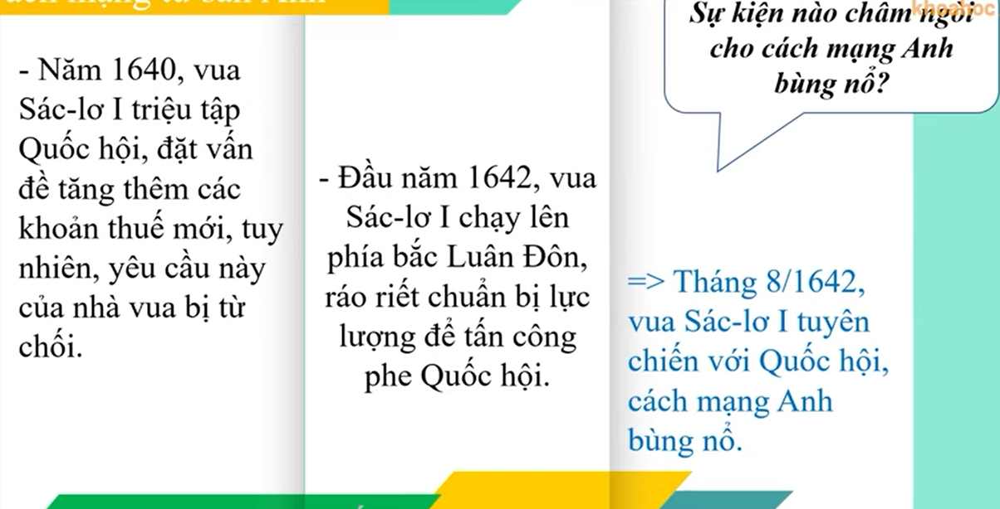 - Năm 1640, vua
Sác-lơ I triệu tập
Quốc hội, đặt vấn
đề tăng thêm các
khoản thuế mới, tuy
nhiên, yêu cầu này
của nhà vua bị từ
chối.
- Đầu năm 1642, vua
Sác-lơ I chạy lên
phía bắc Luân Đôn,
ráo riết chuẩn bị lực
lượng để tấn công
phe Quốc hội.
Sự kiện nào châm ngòi
cho cách mạng Anh
bùng nổ?
khoahoc
=> Tháng 8/1642,
vua Sác-lơ I tuyên
chiến với Quốc hội,
cách mạng Anh
bùng nổ.